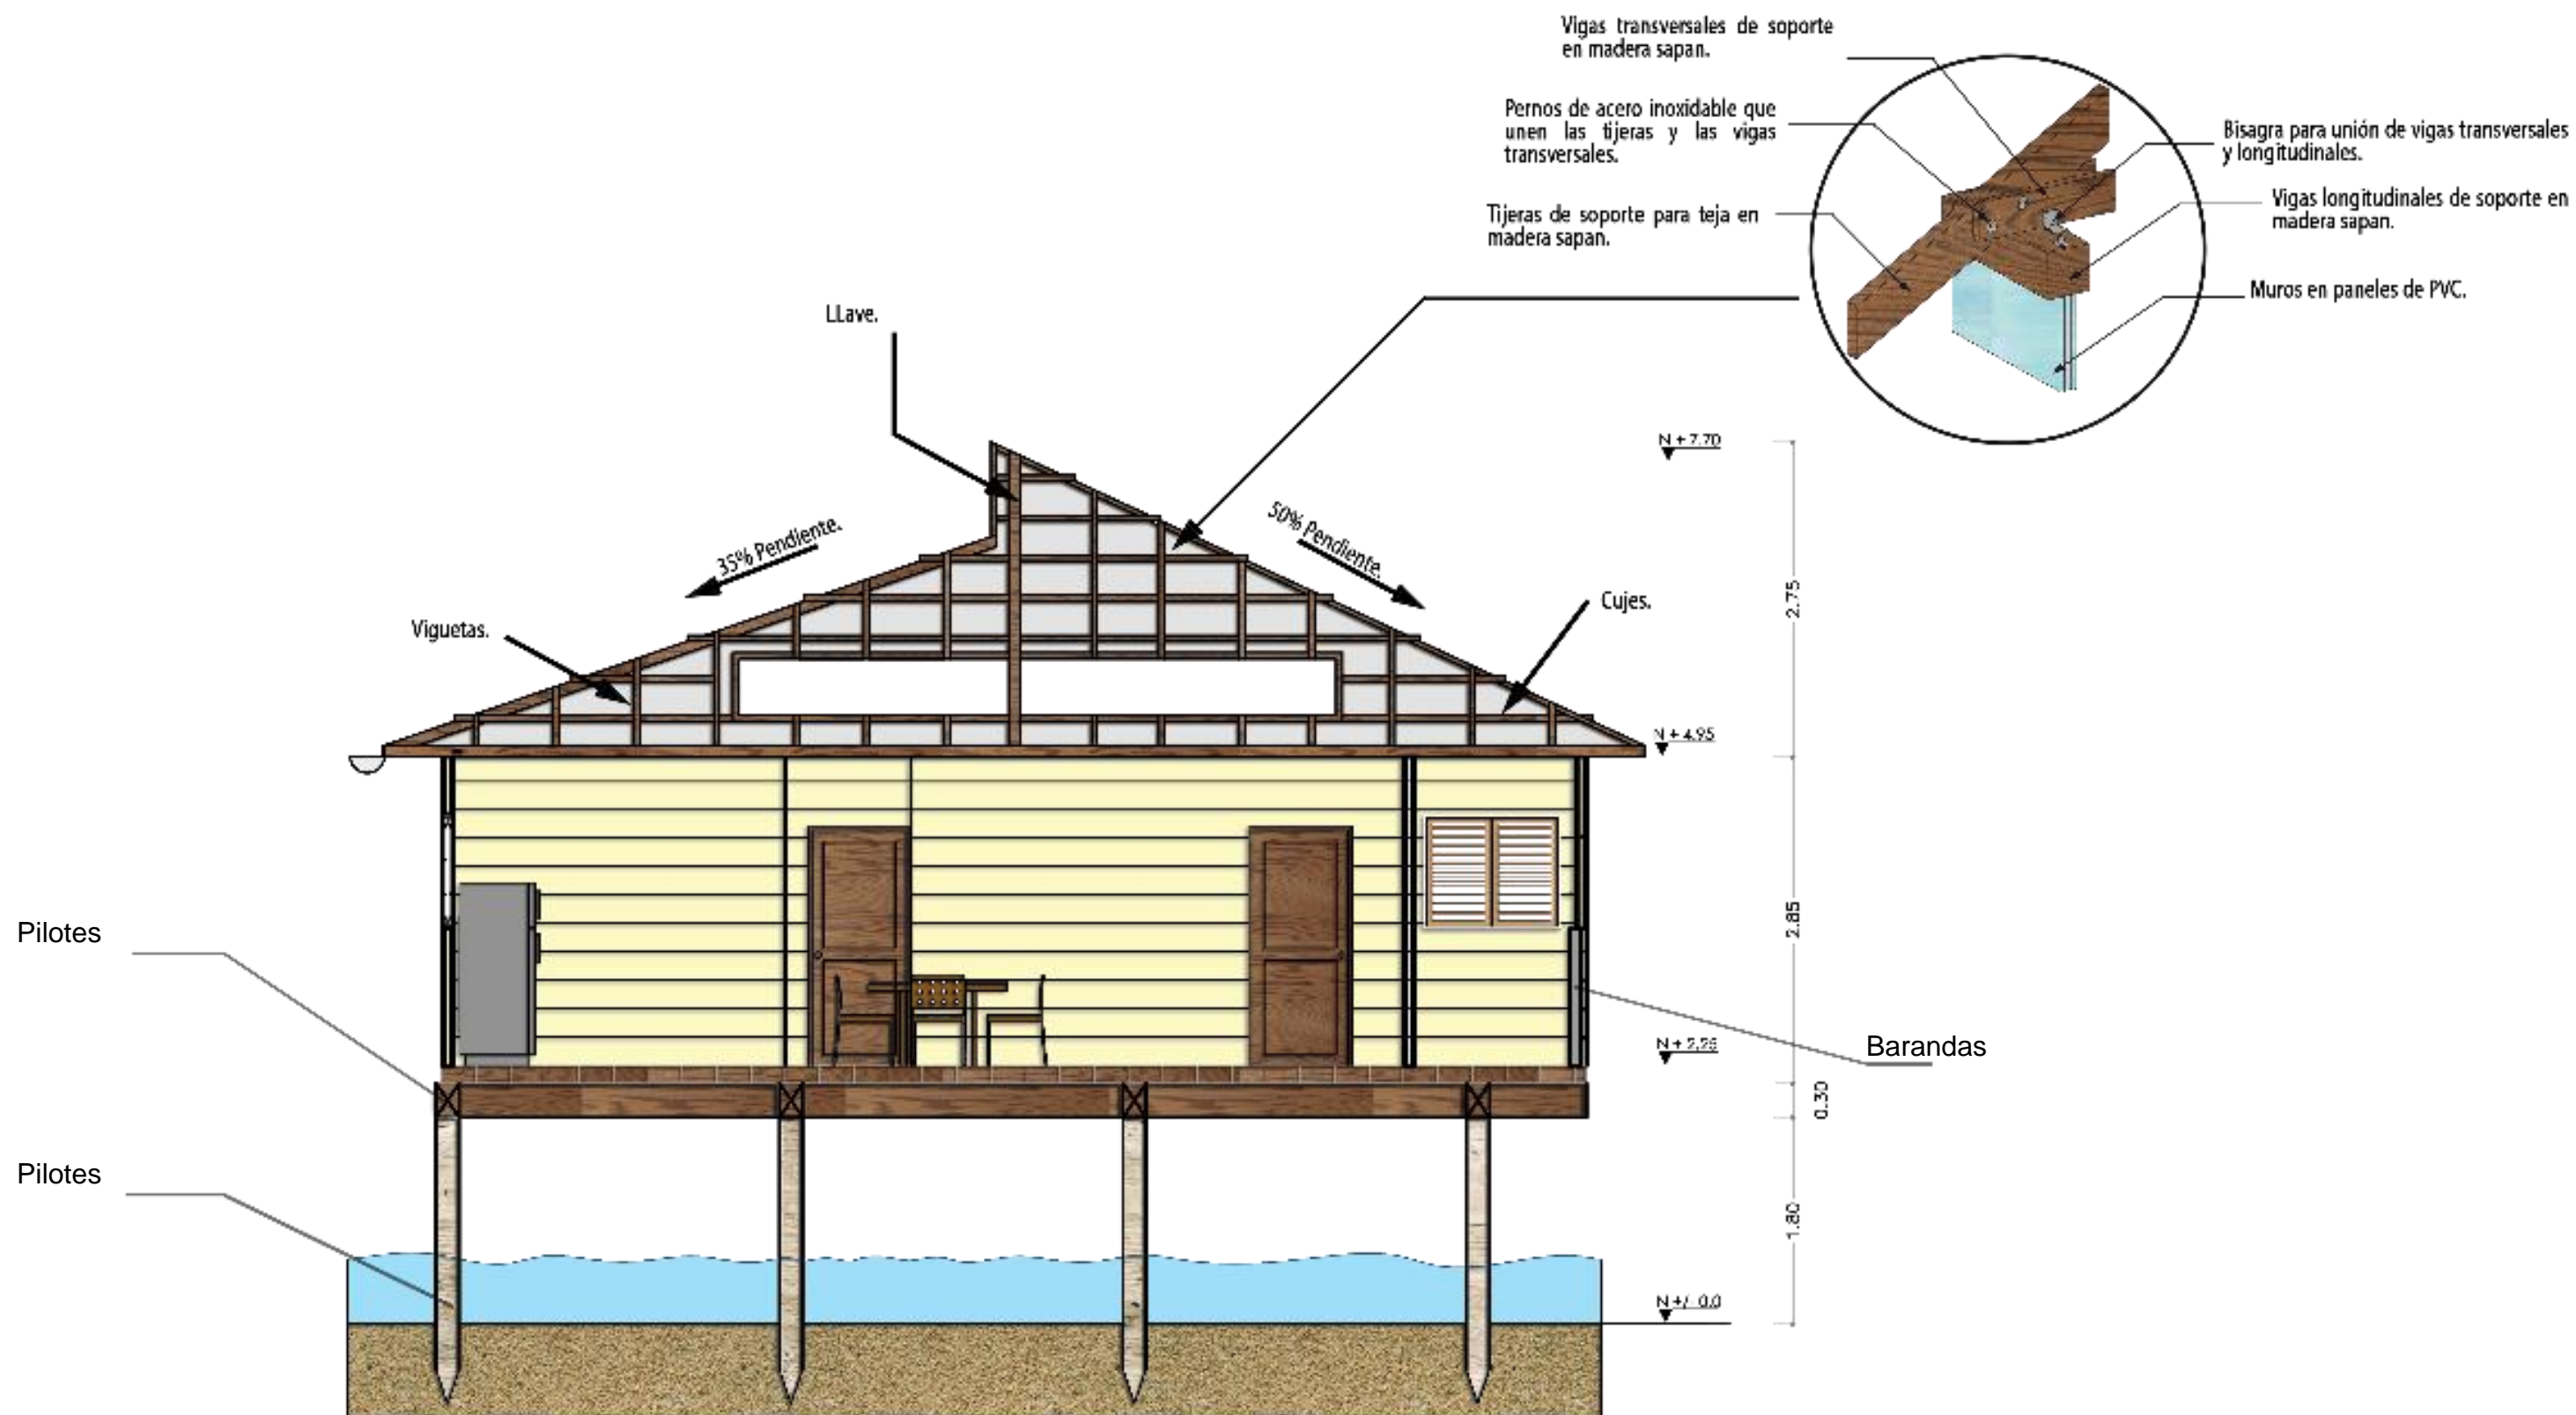 Vigas transversales de soporte
en madera sapan.
Pernos de acero inoxidable que
unen las tijeras y las vigas
transversales.
Tijeras de soporte para teja en
madera sapan.
Bisagra para unión de vigas transversales
y longitudinales.
Vigas longitudinales de soporte en
madera sapan.
Muros en paneles de PVC.
LLave.
35% Pendiente.
50% Pendiente.
Viguetas.
Cujes.
N + 7.70
2.75
N + 4.95
2.85
Pilotes
Barandas
N + 2.25
0.30
Pilotes
1.80
N +/- 0.0